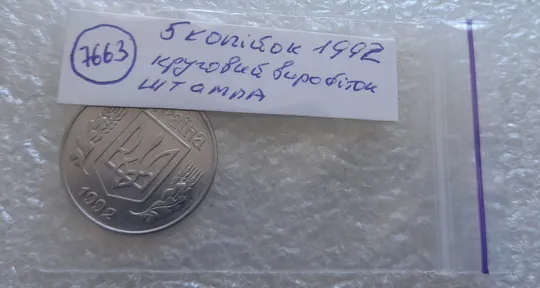 7663
5 копійок 1992
круговий виробіток
штампа
1992